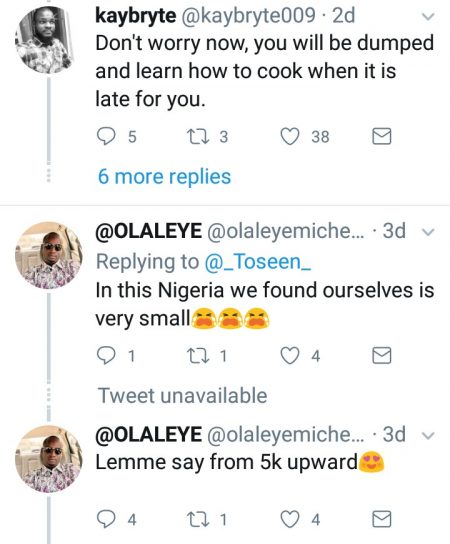 kaybryte @kaybryte009 · 2d
Don't worry now, you will be dumped
and learn how to cook when it is
late for you.
5 3 38
6 more replies
@OLALEYE @olaleyemiche... · 3d
Replying to @_Toseen_
In this Nigeria we found ourselves is
very small😭😭😭
1 1 4
Tweet unavailable
@OLALEYE @olaleyemiche... · 3d
Lemme say from 5k upward😍
4 1 4